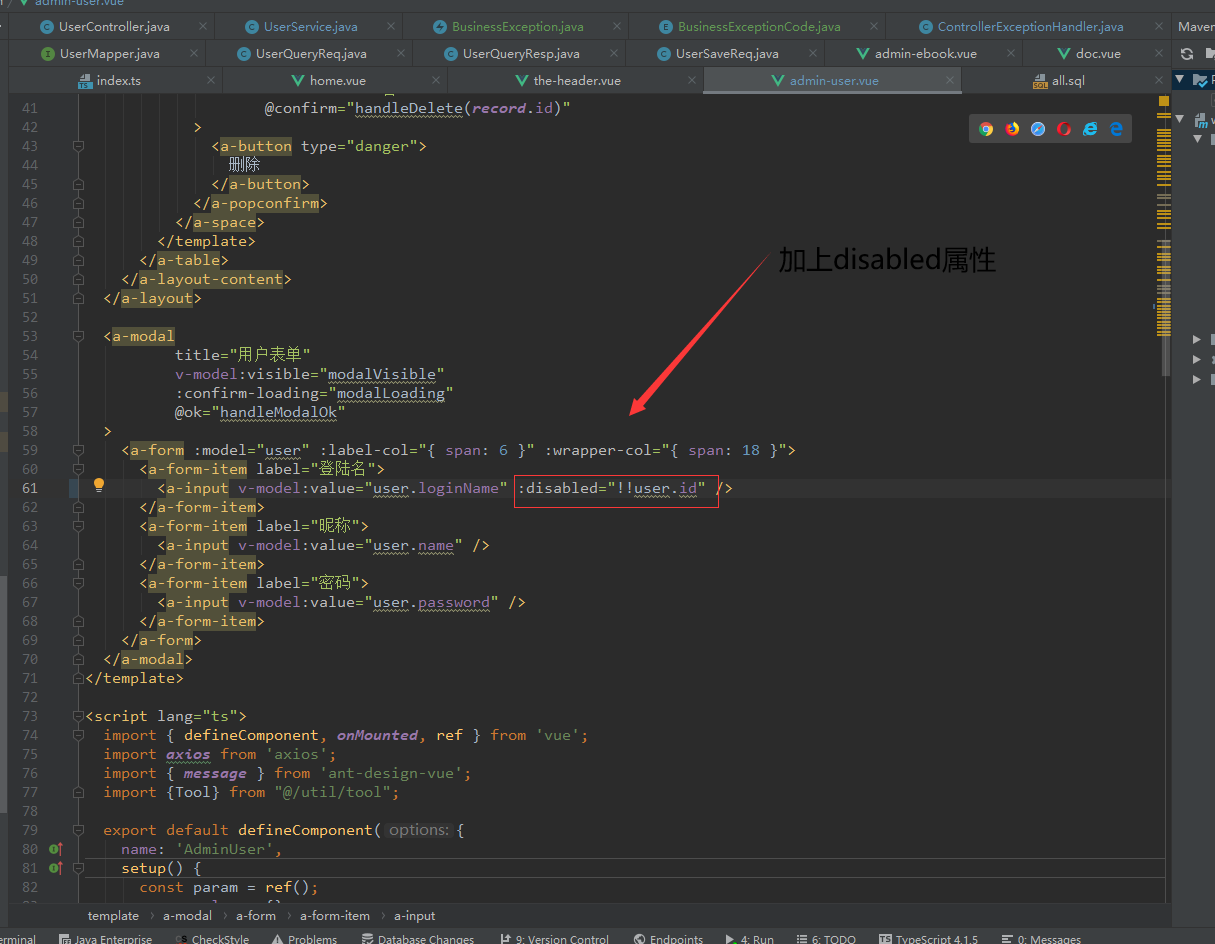 admin-user.vue
UserController.java UserService.java BusinessException.java BusinessExceptionCode.java ControllerExceptionHandler.java Maven
UserMapper.java UserQueryReq.java UserQueryResp.java UserSaveReq.java admin-ebook.vue doc.vue
index.ts home.vue the-header.vue admin-user.vue all.sql
41 @confirm="handleDelete(record.id)"
42 >
43 <a-button type="danger">
44 删除
45 </a-button>
46 </a-popconfirm>
47 </a-space>
48 </template>
49 </a-table>
50 </a-layout-content>
51 </a-layout>
加上disabled属性
52
53 <a-modal
54 title="用户表单"
55 v-model:visible="modalVisible"
56 :confirm-loading="modalLoading"
57 @ok="handleModalOk"
58 >
59 <a-form :model="user" :label-col="{ span: 6 }" :wrapper-col="{ span: 18 }">
60 <a-form-item label="登陆名">
61 <a-input v-model:value="user.loginName" :disabled="!!user.id" />
62 </a-form-item>
63 <a-form-item label="昵称">
64 <a-input v-model:value="user.name" />
65 </a-form-item>
66 <a-form-item label="密码">
67 <a-input v-model:value="user.password" />
68 </a-form-item>
69 </a-form>
70 </a-modal>
71 </template>
72
73 <script lang="ts">
74 import { defineComponent, onMounted, ref } from 'vue';
75 import axios from 'axios';
76 import { message } from 'ant-design-vue';
77 import {Tool} from "@/util/tool";
78
79 export default defineComponent( options: {
80 name: 'AdminUser',
81 setup() {
82 const param = ref();
template › a-modal › a-form › a-form-item › a-input
Java Enterprise CheckStyle Problems Database Changes 9: Version Control Endpoints 4: Run 6: TODO TypeScript 4.1.5 0: Messages